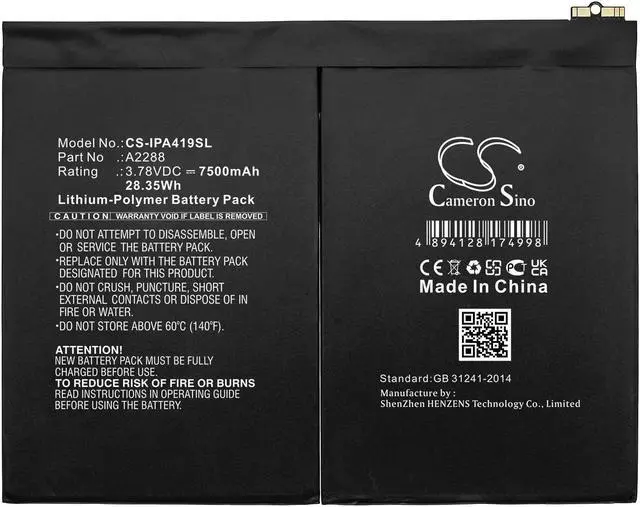 Model No.:CS-IPA419SL
Part No :A2288
Rating :3.78VDC ⎓ 7500mAh
28.35Wh
Lithium-Polymer Battery Pack
CAUTION WARRANTY VOID IF LABEL IS REMOVED
•DO NOT ATTEMPT TO DISASSEMBLE, OPEN
OR SERVICE THE BATTERY PACK.
•REPLACE ONLY WITH THE BATTERY PACK
DESIGNATED FOR THIS PRODUCT.
•DO NOT CRUSH, PUNCTURE, SHORT
EXTERNAL CONTACTS OR DISPOSE OF IN
FIRE OR WATER.
•DO NOT STORE ABOVE 60°C (140°F).
ATTENTION!
NEW BATTERY PACK MUST BE FULLY
CHARGED BEFORE USE.
TO REDUCE RISK OF FIRE OR BURNS
READ INSTRUCTIONS IN OPERATING GUIDE
BEFORE USING THE BATTERY.
CS
Cameron Sino
4 894128 174998
CE UK CA
Made In China
Standard:GB 31241-2014
Manufacture by :
ShenZhen HENZENS Technology Co., Limited